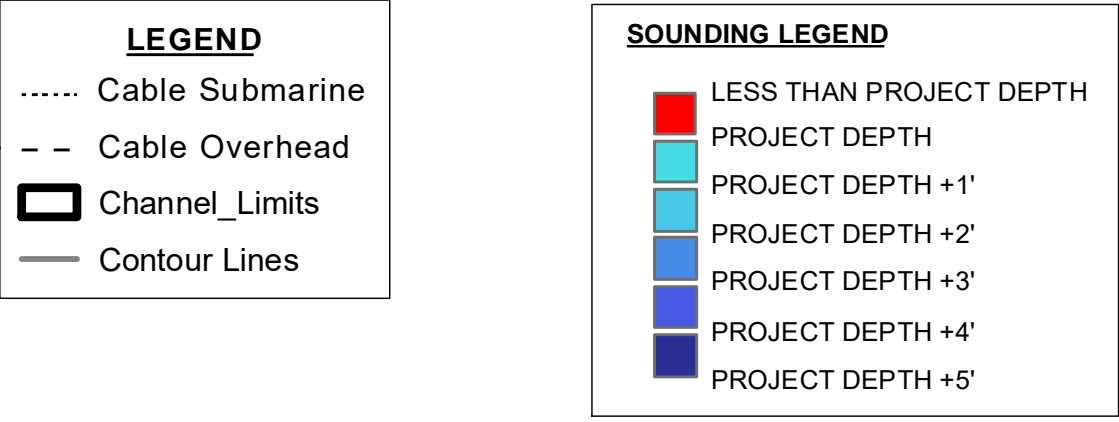 LEGEND
Cable Submarine
Cable Overhead
Channel_Limits
Contour Lines
SOUNDING LEGEND
LESS THAN PROJECT DEPTH
PROJECT DEPTH
PROJECT DEPTH +1'
PROJECT DEPTH +2'
PROJECT DEPTH +3'
PROJECT DEPTH +4'
PROJECT DEPTH +5'